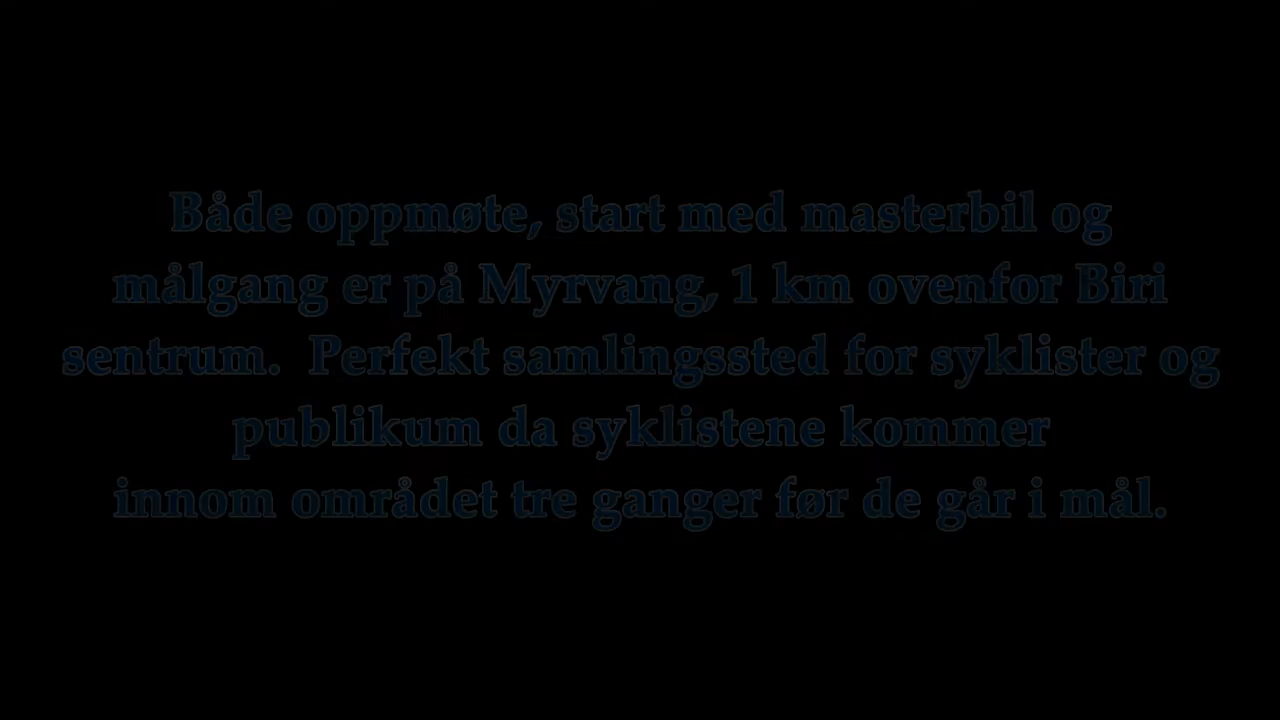 Både oppmøte, start med masterbil og
målgang er på Myrvang, 1 km ovenfor Biri
sentrum.  Perfekt samlingssted for syklister og
publikum da syklistene kommer
innom området tre ganger før de går i mål.